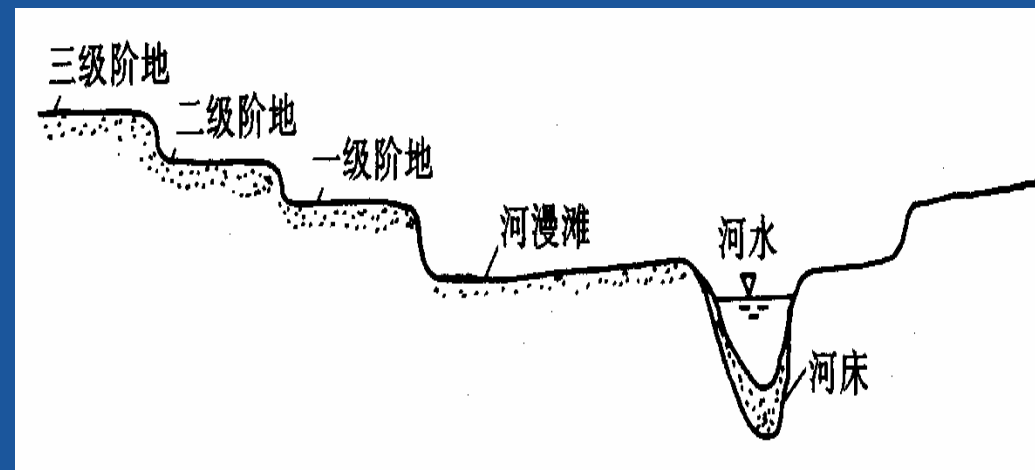 三级阶地
二级阶地
一级阶地
河漫滩
河水
河床